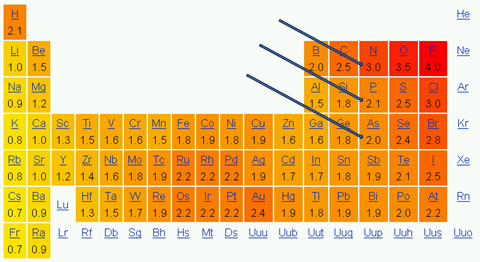 H He
2.1
Li Be B C N O F Ne
1.0 1.5 2.0 2.5 3.0 3.5 4.0
Na Mg Al Si P S Cl Ar
0.9 1.2 1.5 1.8 2.1 2.5 3.0
K Ca Sc Ti V Cr Mn Fe Co Ni Cu Zn Ga Ge As Se Br Kr
0.8 1.0 1.3 1.5 1.6 1.6 1.5 1.8 1.9 1.8 1.9 1.6 1.6 1.8 2.0 2.4 2.8
Rb Sr Y Zr Nb Mo Tc Ru Rh Pd Ag Cd In Sn Sb Te I Xe
0.8 1.0 1.2 1.4 1.6 1.8 1.9 2.2 2.2 2.2 1.9 1.7 1.7 1.8 1.9 2.1 2.5
Cs Ba Lu Hf Ta W Re Os Ir Pt Au Hg Tl Pb Bi Po At Rn
0.7 0.9 1.3 1.5 1.7 1.9 2.2 2.2 2.2 2.4 1.9 1.8 1.8 1.9 2.0 2.2
Fr Ra Lr Rf Db Sg Bh Hs Mt Ds Uuu Uub Uut Uuq Uup Uuh Uus Uuo
0.7 0.9